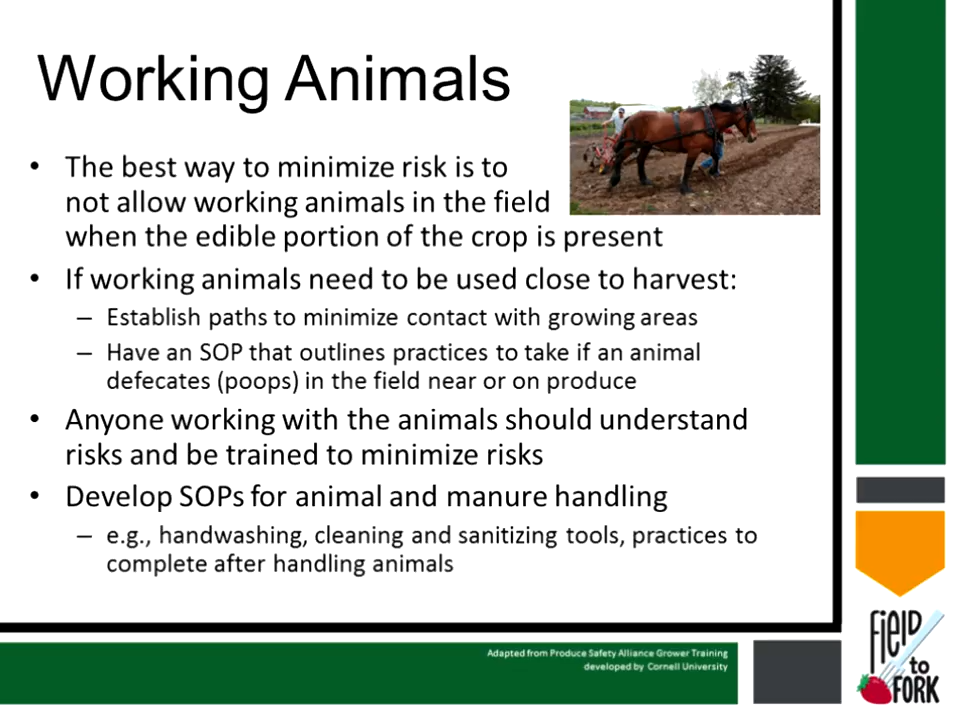 Working Animals
• The best way to minimize risk is to
not allow working animals in the field
when the edible portion of the crop is present
• If working animals need to be used close to harvest:
– Establish paths to minimize contact with growing areas
– Have an SOP that outlines practices to take if an animal
defecates (poops) in the field near or on produce
• Anyone working with the animals should understand
risks and be trained to minimize risks
• Develop SOPs for animal and manure handling
– e.g., handwashing, cleaning and sanitizing tools, practices to
complete after handling animals
Adapted from Produce Safety Alliance Grower Training
developed by Cornell University
FiELD
to
FORK